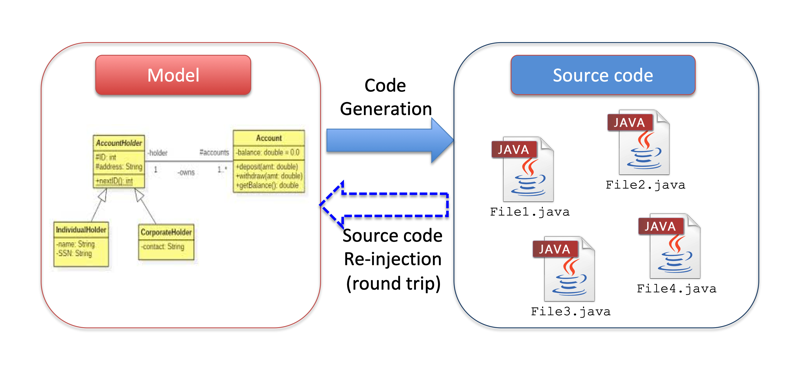 Model
AccountHolder
#ID: int
#address: String
+nextID(): int
-holder
1
-owns
#accounts
1..*
Account
-balance: double = 0.0
+deposit(amt: double)
+withdraw(amt: double)
+getBalance(): double
IndividualHolder
-name: String
-SSN: String
CorporateHolder
-contact: String
Code
Generation
Source code
Re-injection
(round trip)
Source code
JAVA
File1.java
JAVA
File2.java
JAVA
File3.java
JAVA
File4.java